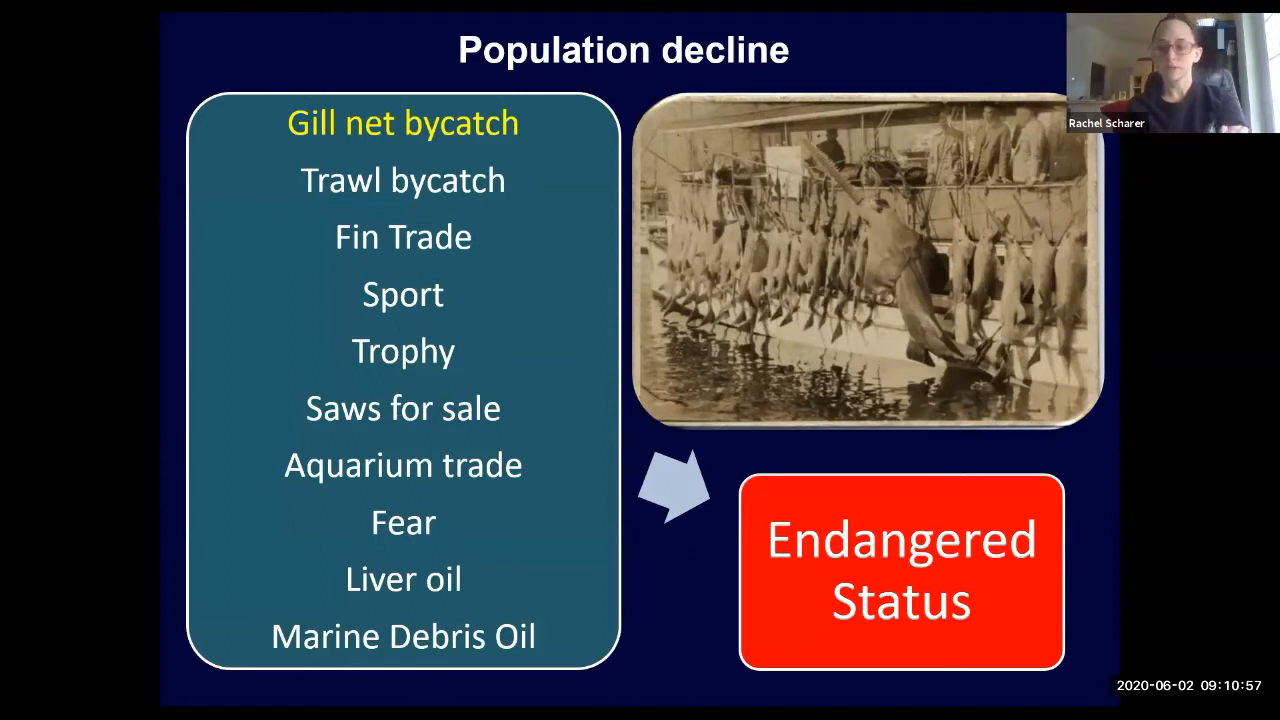 Population decline
Gill net bycatch
Trawl bycatch
Fin Trade
Sport
Trophy
Saws for sale
Aquarium trade
Fear
Liver oil
Marine Debris Oil
Endangered
Status
Rachel Scharer
2020-06-02 09:10:57